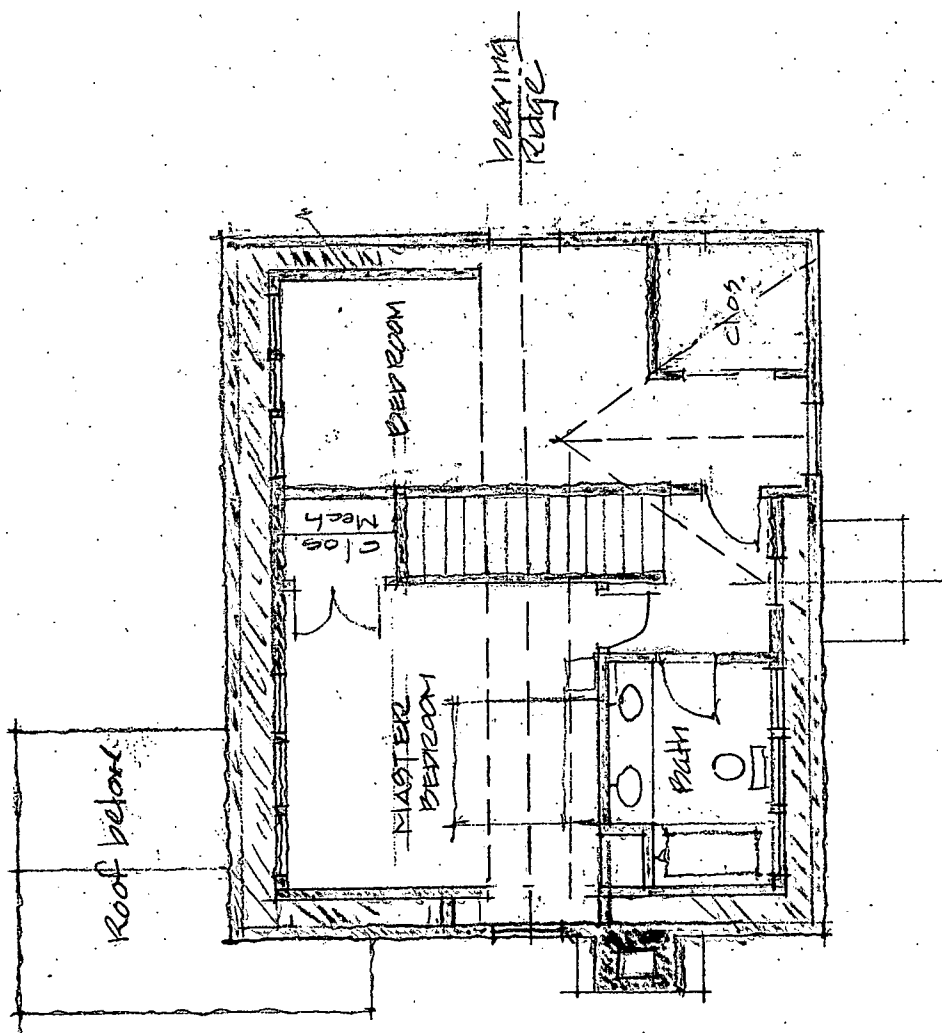 bearing
Ridge
BEDROOM
clos.
Clos
Mech
MASTER
BEDROOM
Bath
Roof below